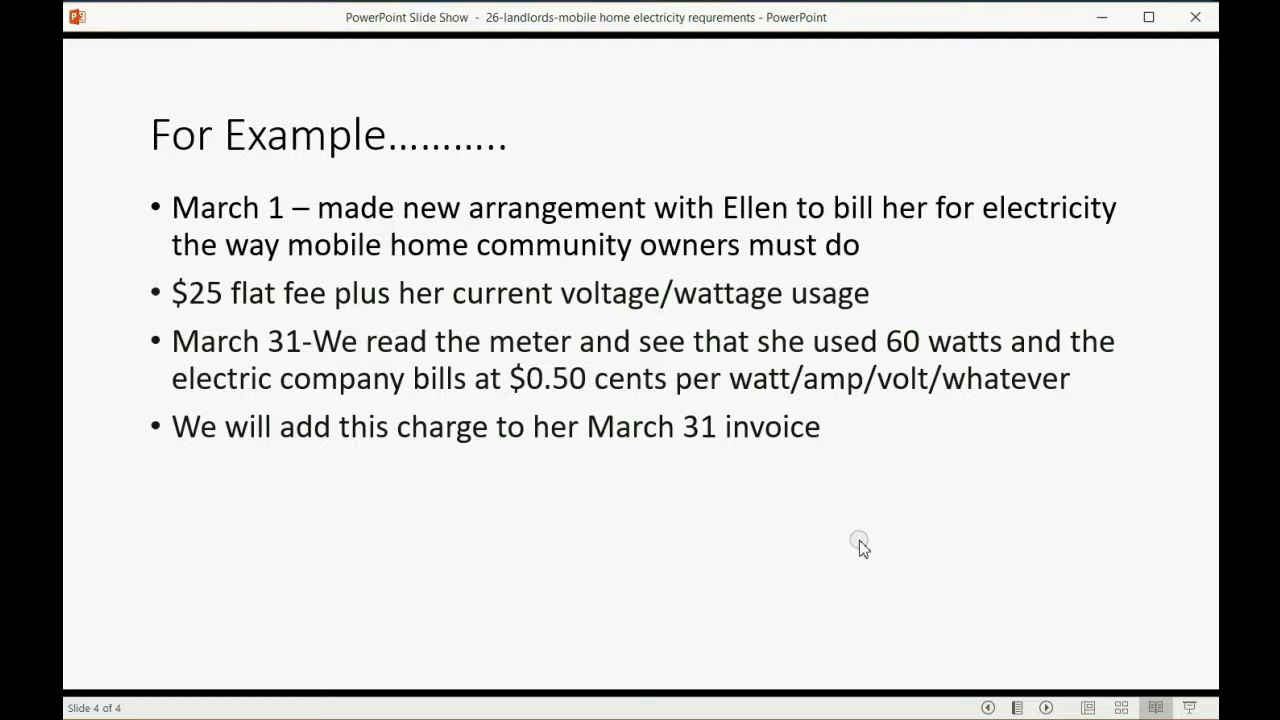 PowerPoint Slide Show - 26-landlords-mobile home electricity requrements - PowerPoint
For Example...........
• March 1 – made new arrangement with Ellen to bill her for electricity
the way mobile home community owners must do
• $25 flat fee plus her current voltage/wattage usage
• March 31-We read the meter and see that she used 60 watts and the
electric company bills at $0.50 cents per watt/amp/volt/whatever
• We will add this charge to her March 31 invoice
Slide 4 of 4